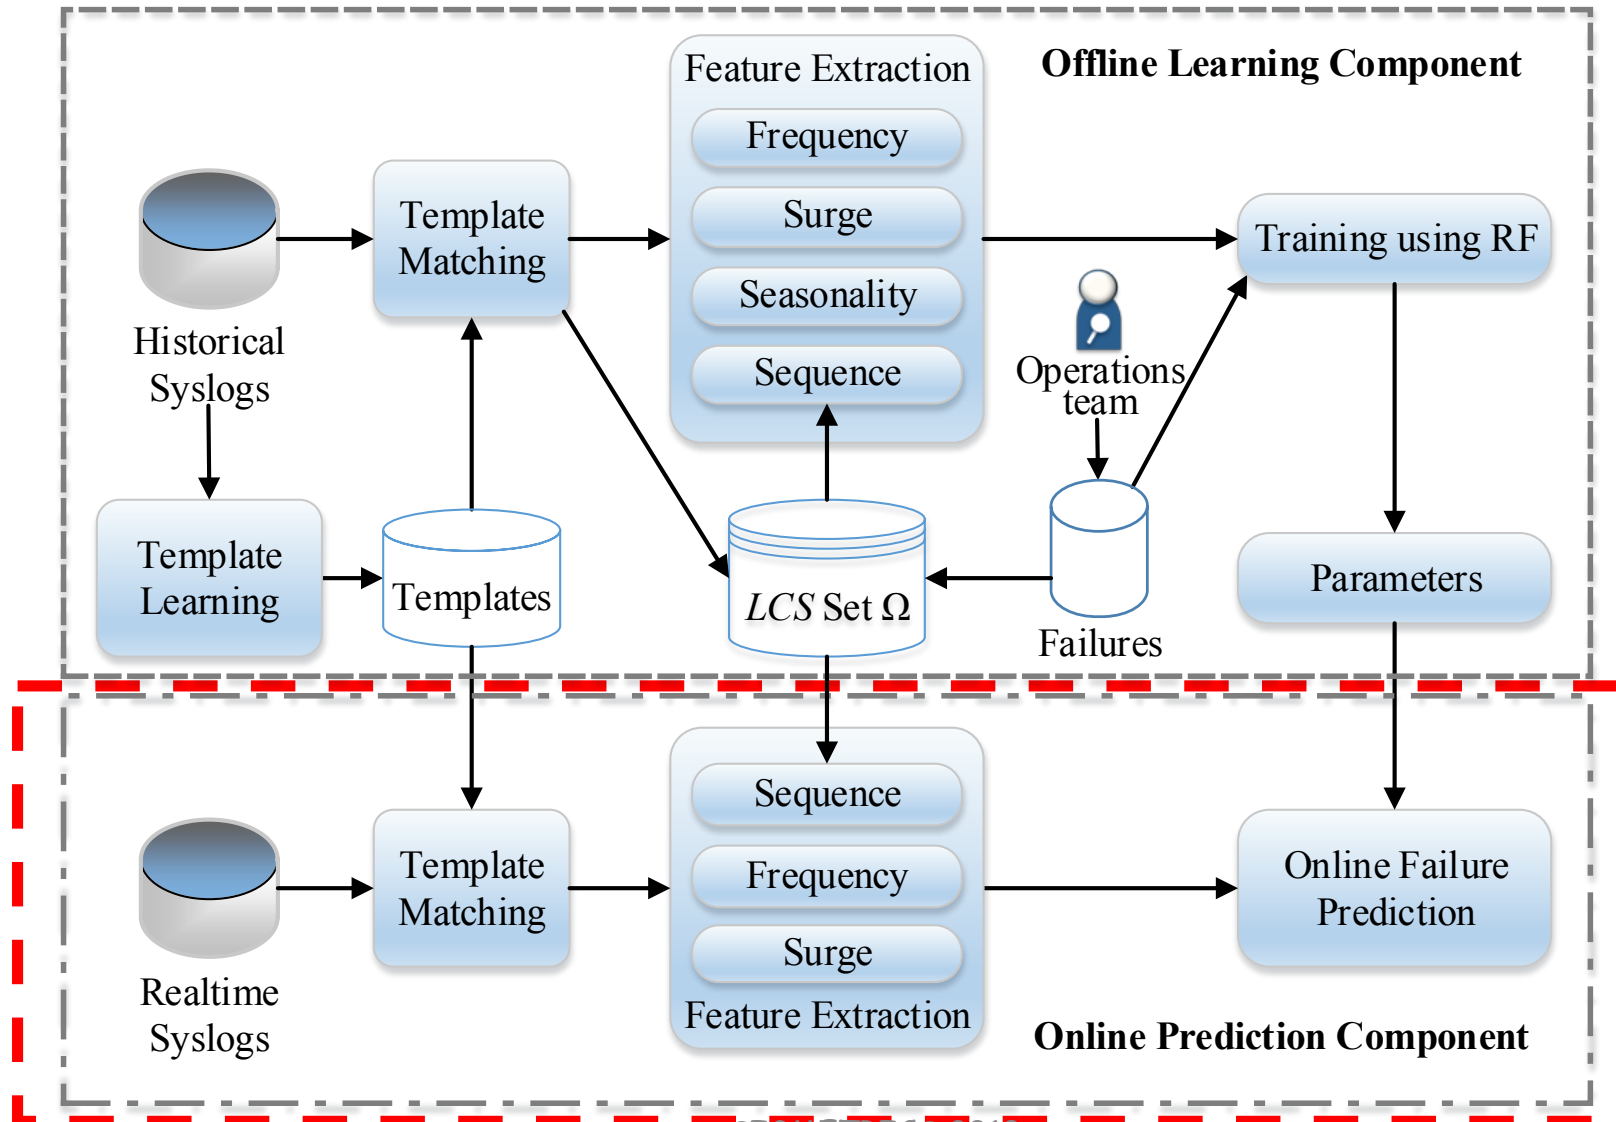 Offline Learning Component
Feature Extraction
Frequency
Surge
Seasonality
Sequence
Template
Matching
Training using RF
Historical
Syslogs
Operations
team
Template
Learning
Templates
LCS Set Ω
Failures
Parameters
Sequence
Frequency
Surge
Feature Extraction
Template
Matching
Online Failure
Prediction
Realtime
Syslogs
Online Prediction Component